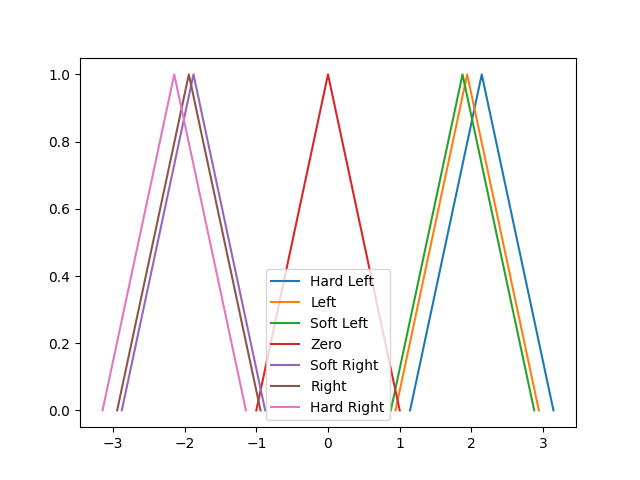 1.0
0.8
0.6
0.4
0.2
0.0
Hard Left
Left
Soft Left
Zero
Soft Right
Right
Hard Right
−3 −2 −1 0 1 2 3